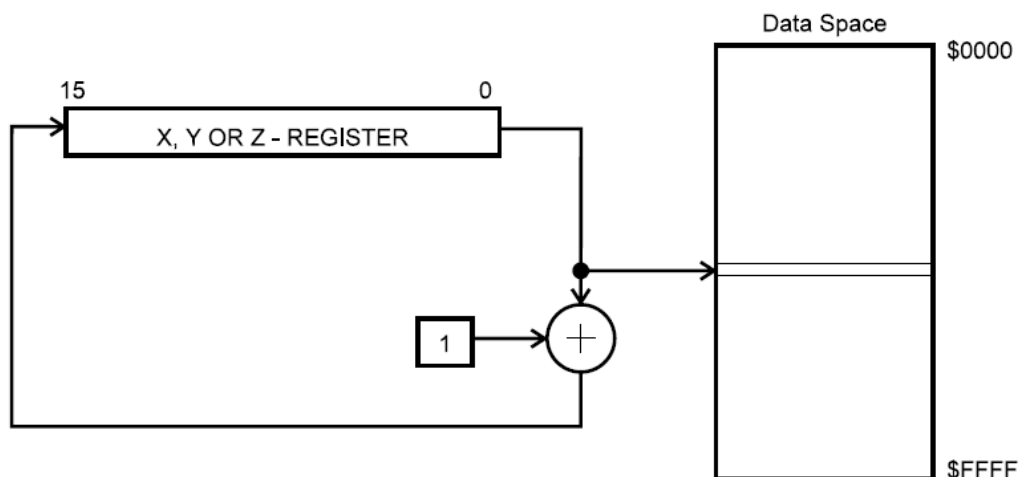 Data Space
$0000
15
0
X, Y OR Z - REGISTER
1
$FFFF